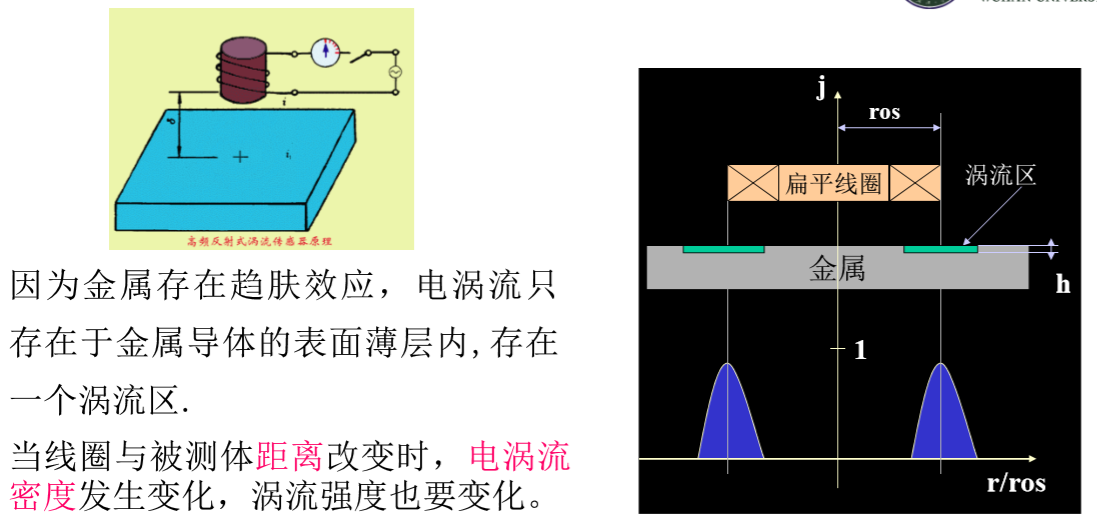 δ
i
i₁
高频反射式涡流传感器原理
因为金属存在趋肤效应，电涡流只
存在于金属导体的表面薄层内,存在
一个涡流区.
当线圈与被测体距离改变时，电涡流
密度发生变化，涡流强度也要变化。
j
ros
扁平线圈
涡流区
金属
h
1
r/ros